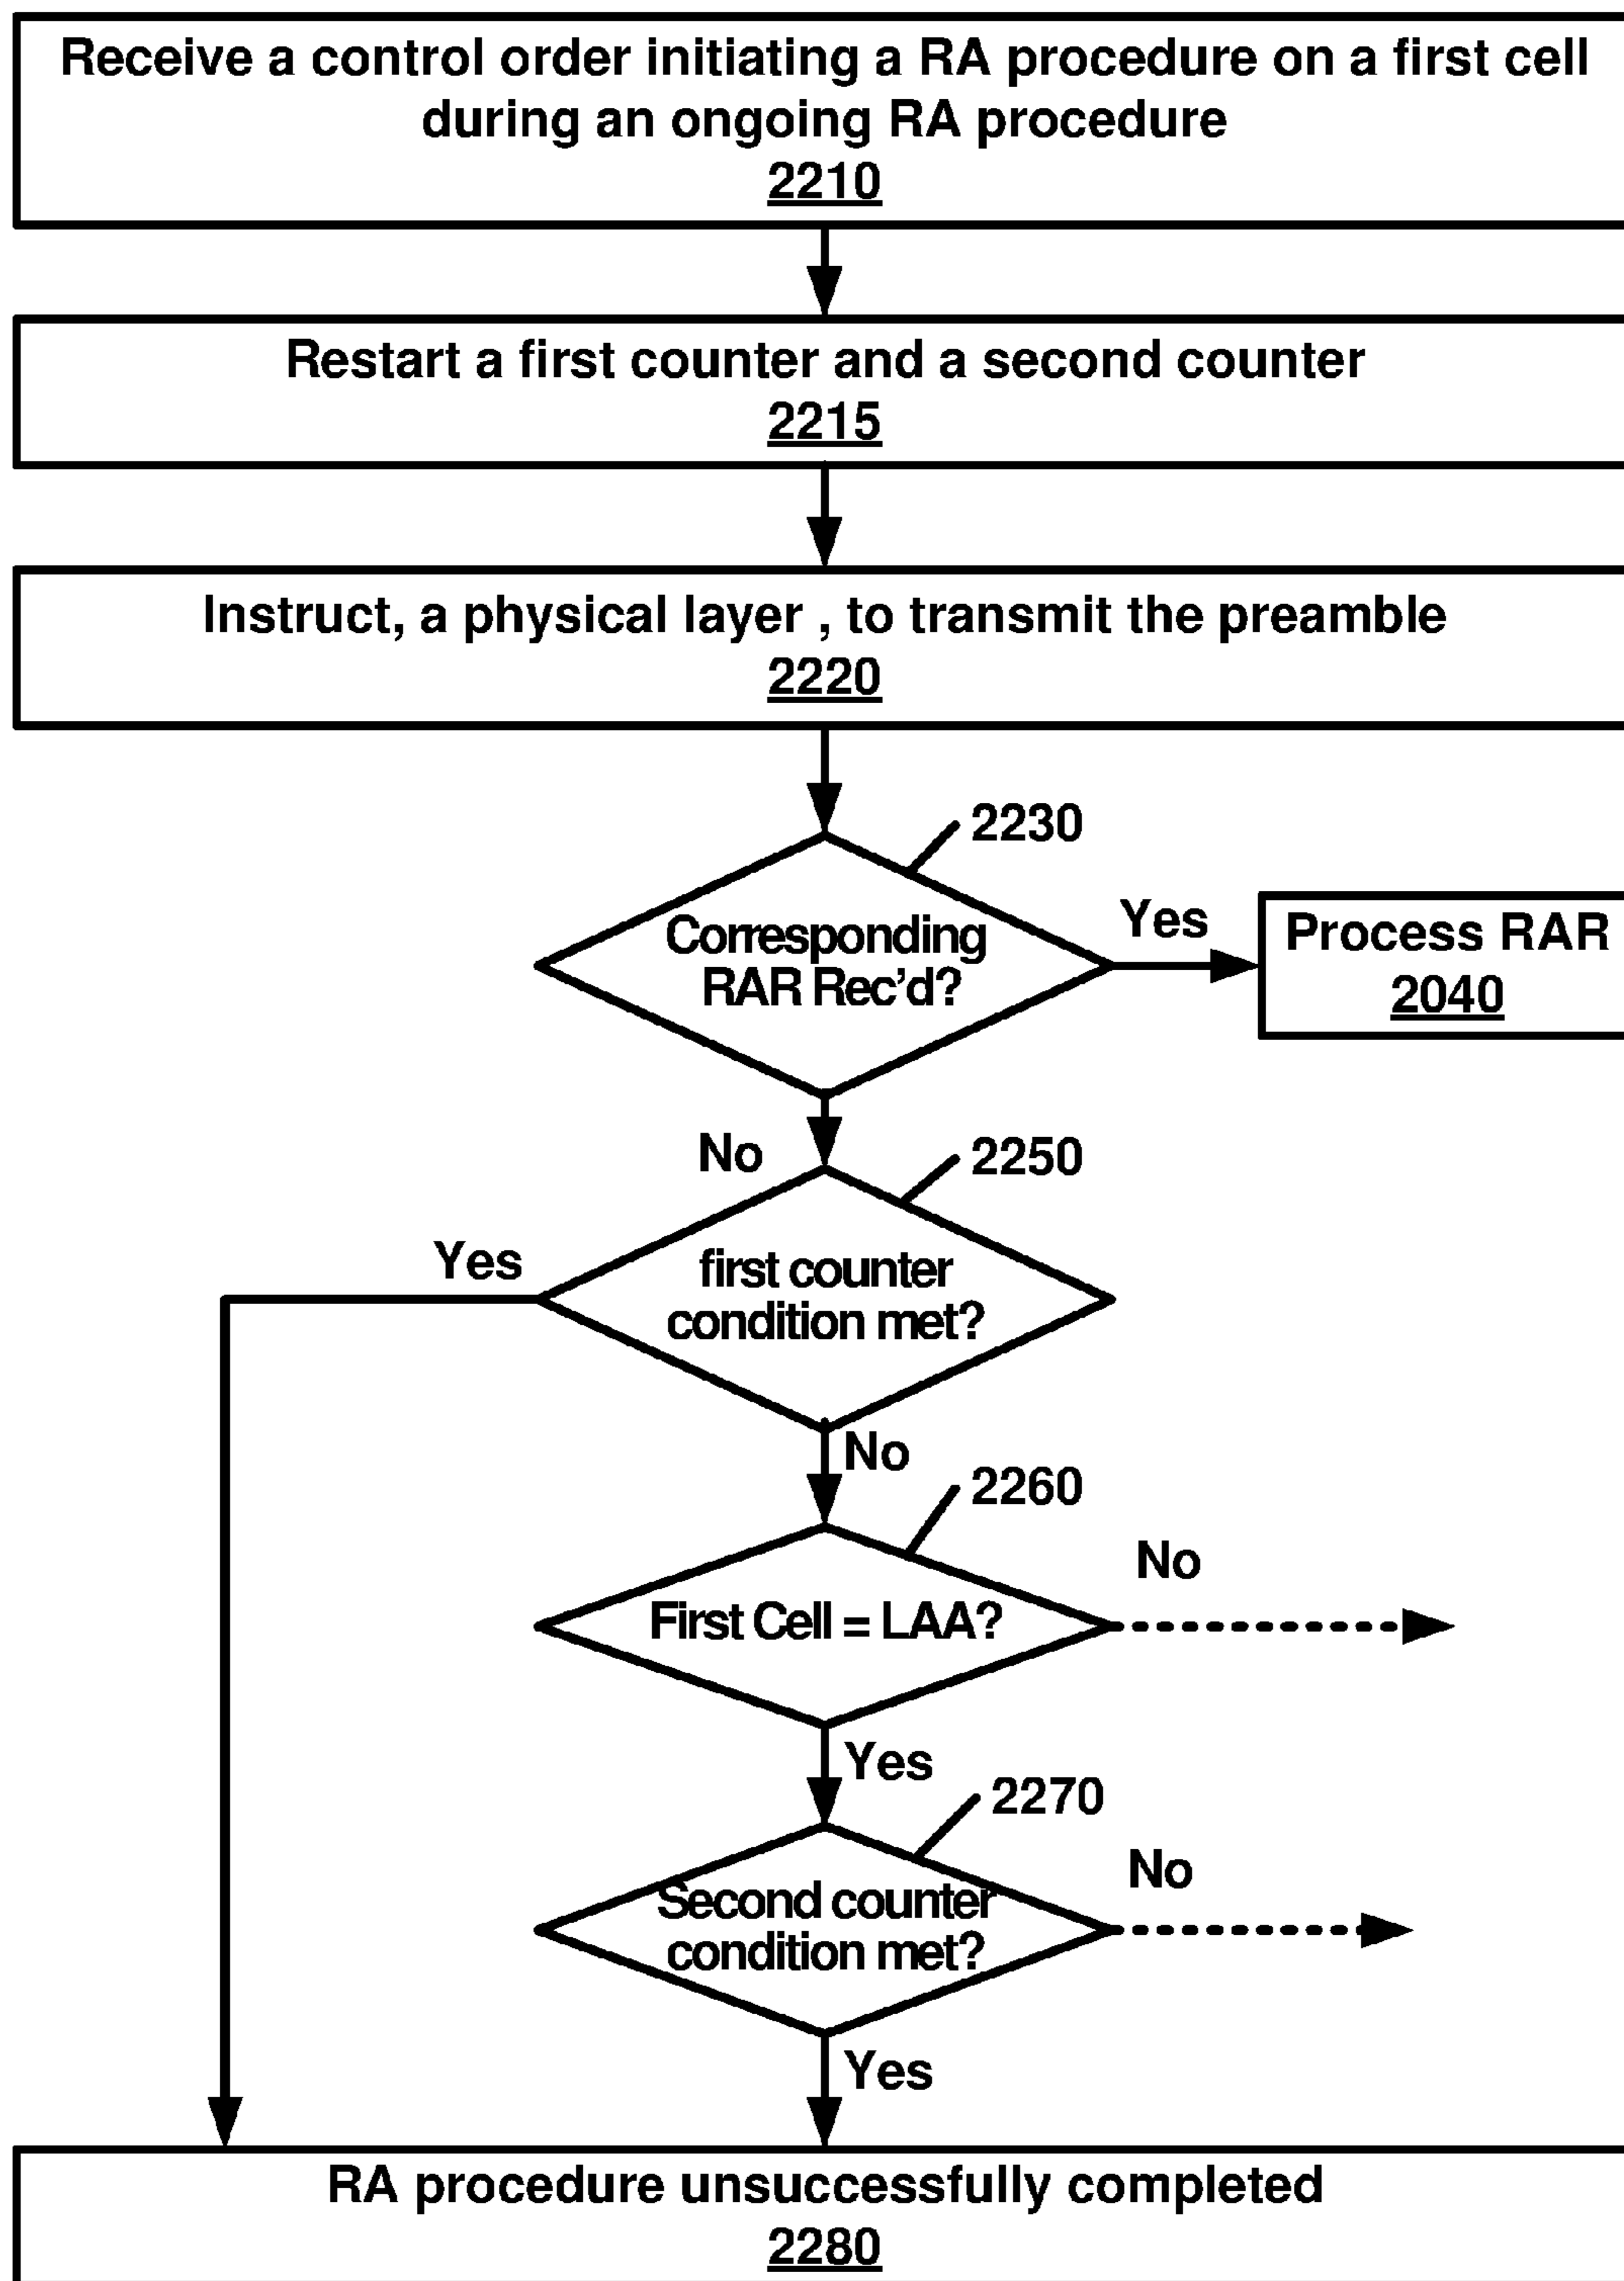 Receive a control order initiating a RA procedure on a first cell
during an ongoing RA procedure
2210
Restart a first counter and a second counter
2215
Instruct, a physical layer , to transmit the preamble
2220
2230
Corresponding
RAR Rec'd?
Yes
Process RAR
2040
No
2250
first counter
condition met?
Yes
No
2260
First Cell = LAA?
No
Yes
2270
Second counter
condition met?
No
Yes
RA procedure unsuccessfully completed
2280